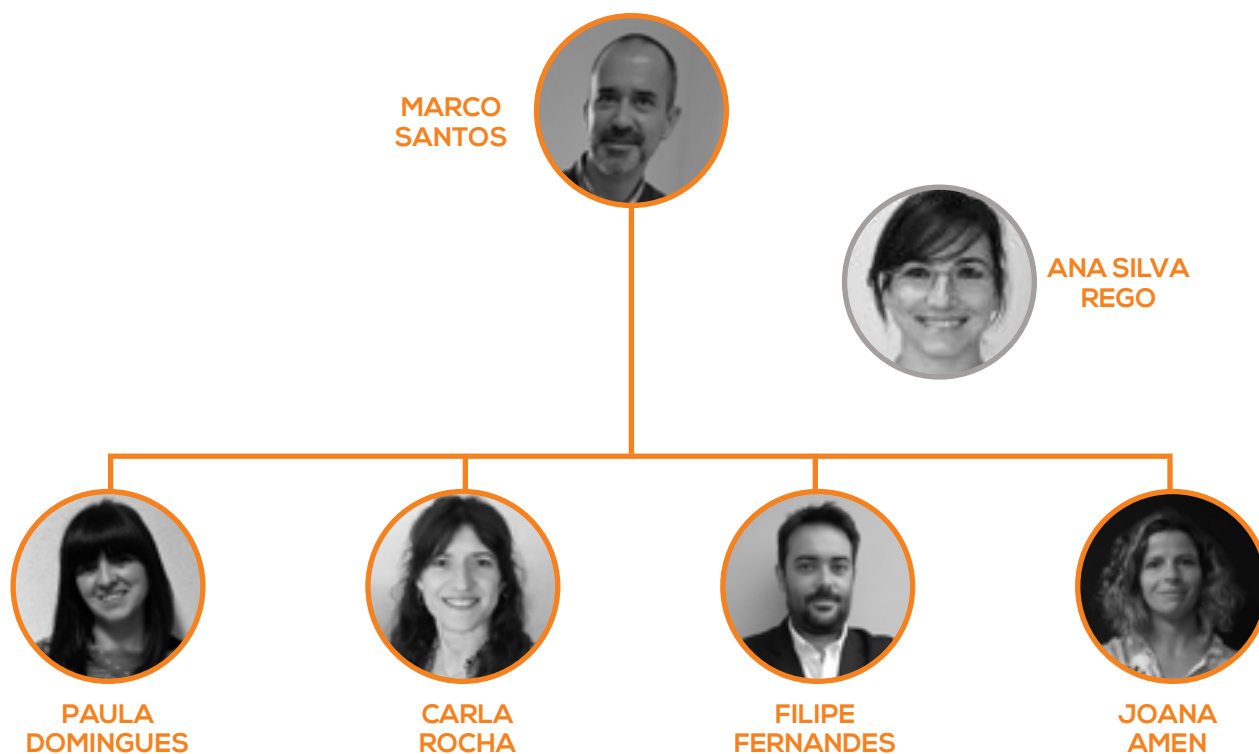 MARCO
SANTOS
ANA SILVA
REGO
PAULA
DOMINGUES
CARLA
ROCHA
FILIPE
FERNANDES
JOANA
AMEN